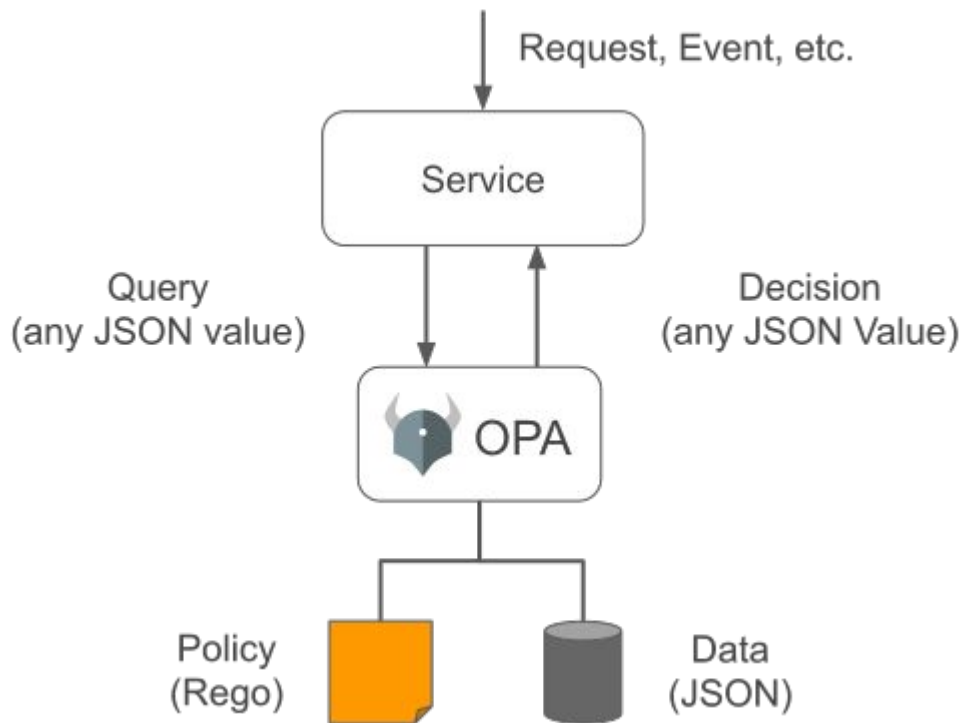 Request, Event, etc.
Service
Query
(any JSON value)
Decision
(any JSON Value)
OPA
Policy
(Rego)
Data
(JSON)